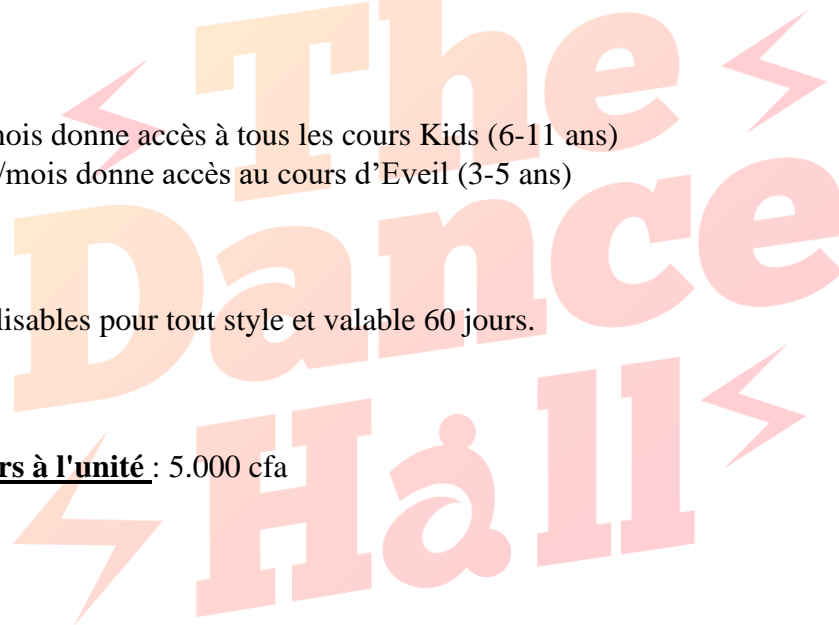 The
mois donne accès à tous les cours Kids (6-11 ans)
/mois donne accès au cours d’Eveil (3-5 ans)
Dance
lisables pour tout style et valable 60 jours.
Hall
rs à l'unité : 5.000 cfa